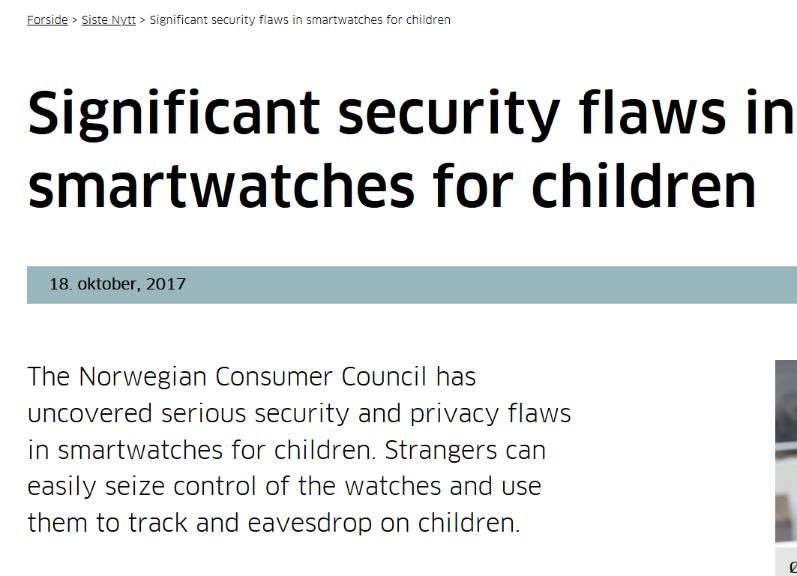 Forside > Siste Nytt > Significant security flaws in smartwatches for children
Significant security flaws in
smartwatches for children
18. oktober, 2017
The Norwegian Consumer Council has
uncovered serious security and privacy flaws
in smartwatches for children. Strangers can
easily seize control of the watches and use
them to track and eavesdrop on children.